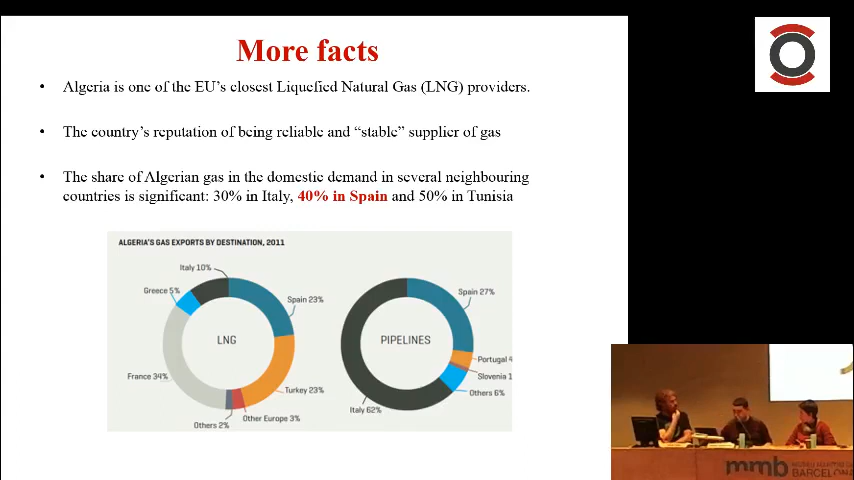 More facts
• Algeria is one of the EU's closest Liquefied Natural Gas (LNG) providers.
• The country's reputation of being reliable and “stable” supplier of gas
• The share of Algerian gas in the domestic demand in several neighbouring
countries is significant: 30% in Italy, 40% in Spain and 50% in Tunisia
ALGERIA'S GAS EXPORTS BY DESTINATION, 2011
Italy 10%
Greece 5%
Spain 23%
LNG
France 34%
Turkey 23%
Other Europe 3%
Others 2%
Spain 27%
PIPELINES
Portugal 4
Slovenia 1
Others 6%
Italy 62%
mmb
BARCELONA